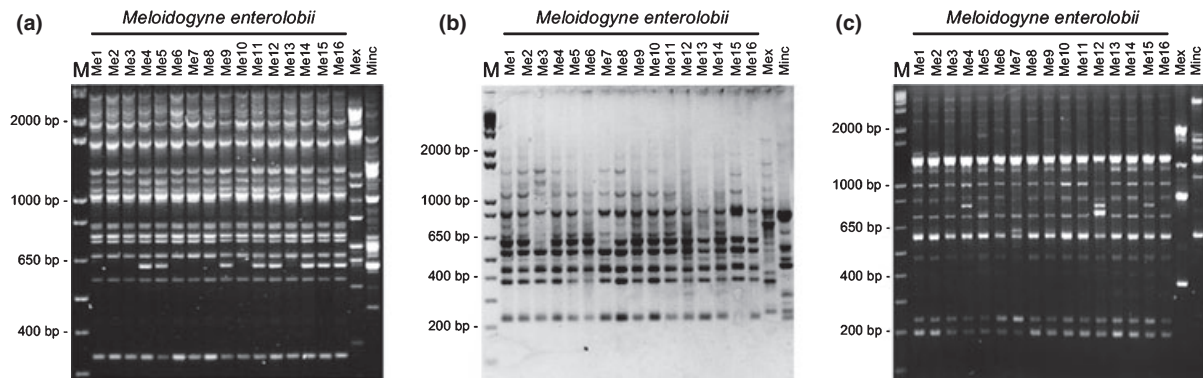 (a)
Meloidogyne enterolobii
M Me1 Me2 Me3 Me4 Me5 Me6 Me7 Me8 Me9 Me10 Me11 Me12 Me13 Me14 Me15 Me16 Mex Minc
2000 bp -
1000 bp -
650 bp -
400 bp -
(b)
Meloidogyne enterolobii
M Me1 Me2 Me3 Me4 Me5 Me6 Me7 Me8 Me9 Me10 Me11 Me12 Me13 Me14 Me15 Me16 Mex Minc
2000 bp -
1000 bp -
650 bp -
400 bp -
200 bp -
(c)
Meloidogyne enterolobii
M Me1 Me2 Me3 Me4 Me5 Me6 Me7 Me8 Me9 Me10 Me11 Me12 Me13 Me14 Me15 Me16 Mex Minc
2000 bp -
1000 bp -
650 bp -
400 bp -
200 bp -